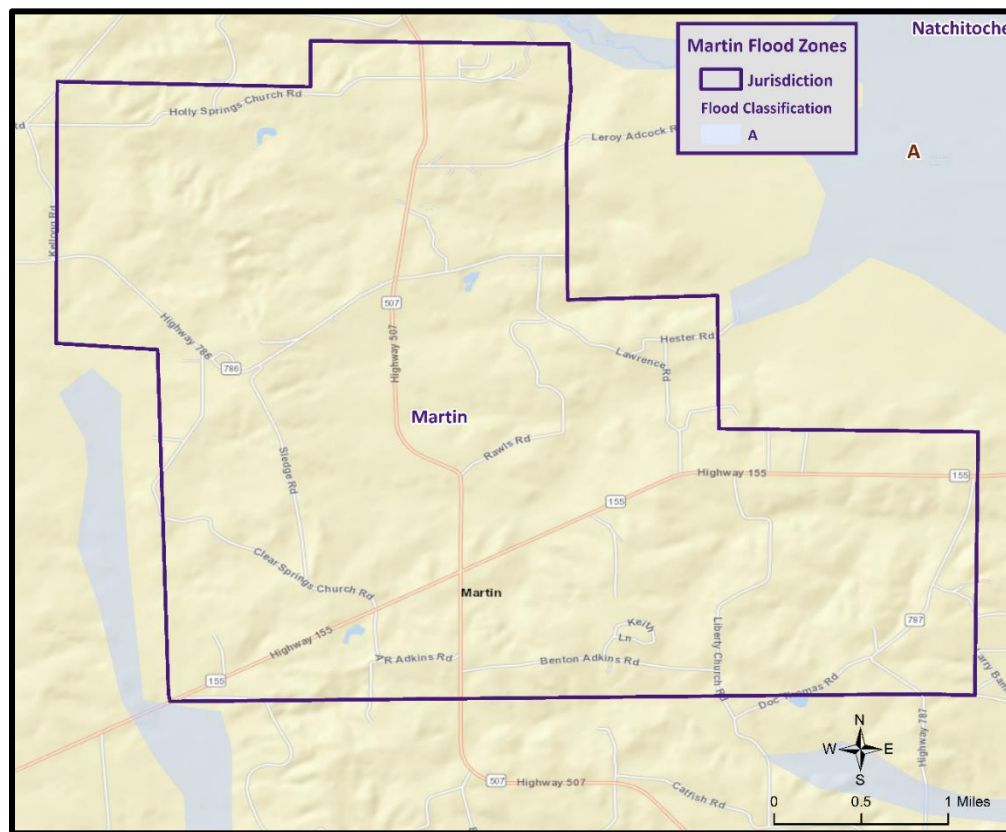 Natchitoche
Martin Flood Zones
Jurisdiction
Flood Classification
A
A
Holly Springs Church Rd
Rd
Leroy Adcock R
Kellogg Rd
507
Highway 507
Highway 786
786
Hester Rd
Lawrence Rd
Martin
Sledge Rd
Rawls Rd
Highway 155
155
155
Clear Springs Church Rd
Martin
Highway 155
787
Keith
Ln
Liberty Church Rd
AR Adkins Rd
Benton Adkins Rd
155
Doc Thomas Rd
Larry Ban
Highway 787
N
W
E
S
507
Highway 507
Catfish Rd
0
0.5
1 Miles